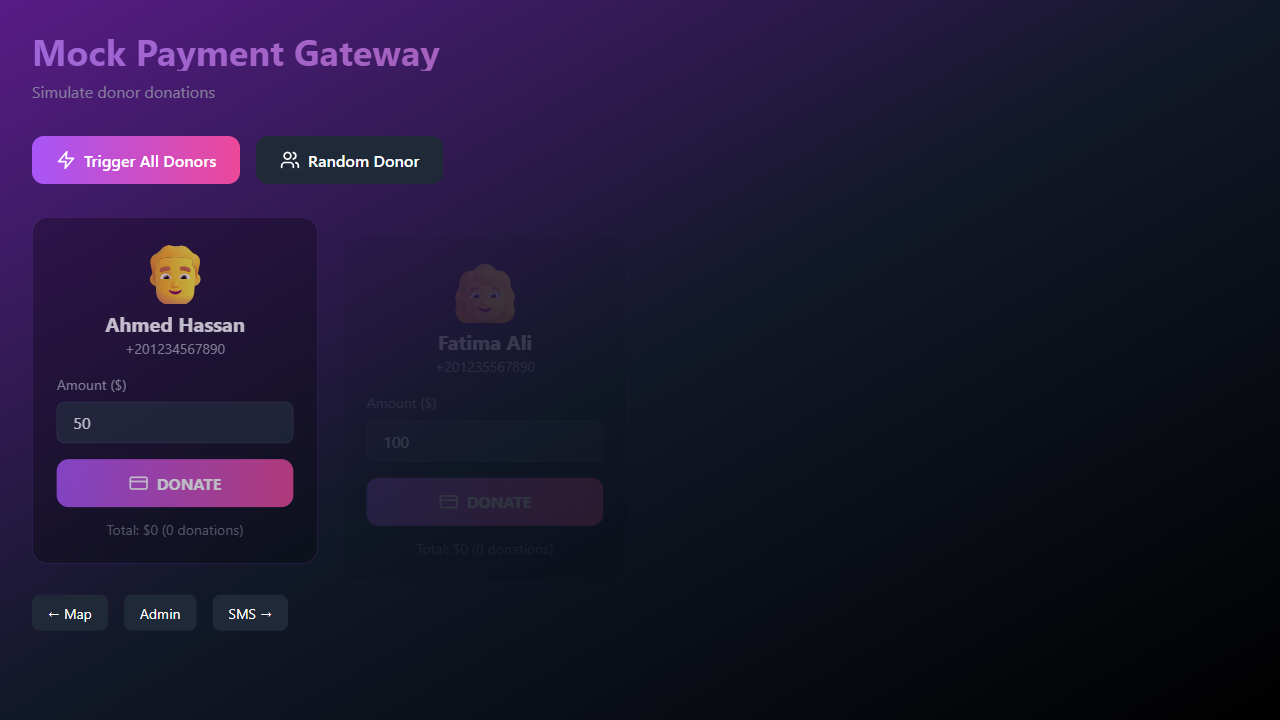 Mock Payment Gateway
Simulate donor donations
Trigger All Donors
Random Donor
Ahmed Hassan
+201234567890
Amount ($)
50
DONATE
Total: $0 (0 donations)
Fatima Ali
+201235567890
Amount ($)
100
DONATE
Total: $0 (0 donations)
← Map
Admin
SMS →